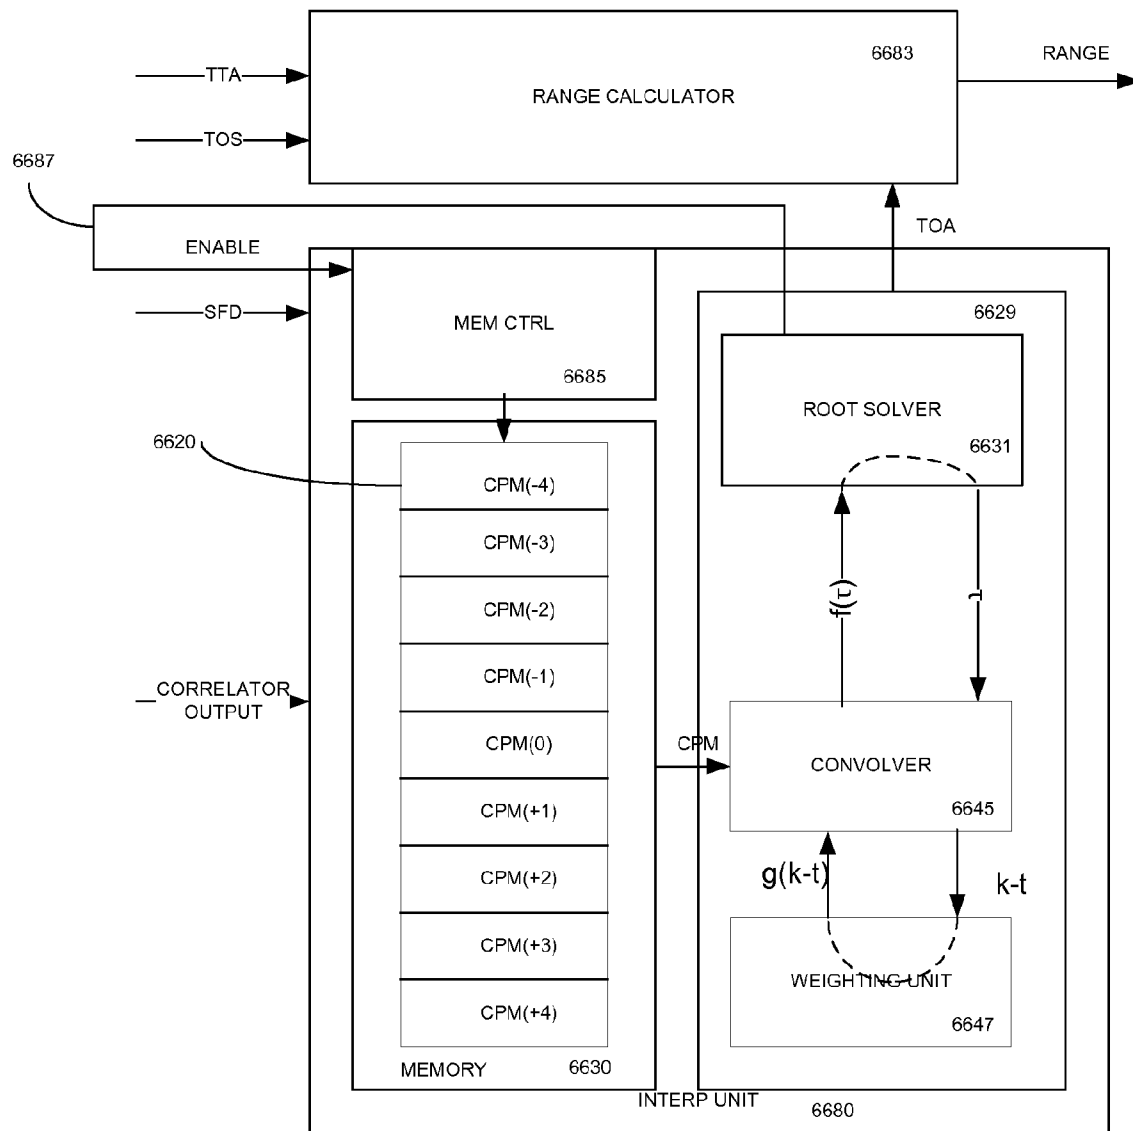 6683
RANGE
TTA
RANGE CALCULATOR
TOS
6687
TOA
ENABLE
SFD
6629
MEM CTRL
6685
ROOT SOLVER
6631
6620
CPM(-4)
CPM(-3)
CPM(-2)
f(τ)
τ
CPM(-1)
CORRELATOR
OUTPUT
CPM(0)
CPM
CONVOLVER
CPM(+1)
6645
CPM(+2)
g(k-t)
k-t
CPM(+3)
WEIGHTING UNIT
CPM(+4)
6647
MEMORY
6630
INTERP UNIT
6680